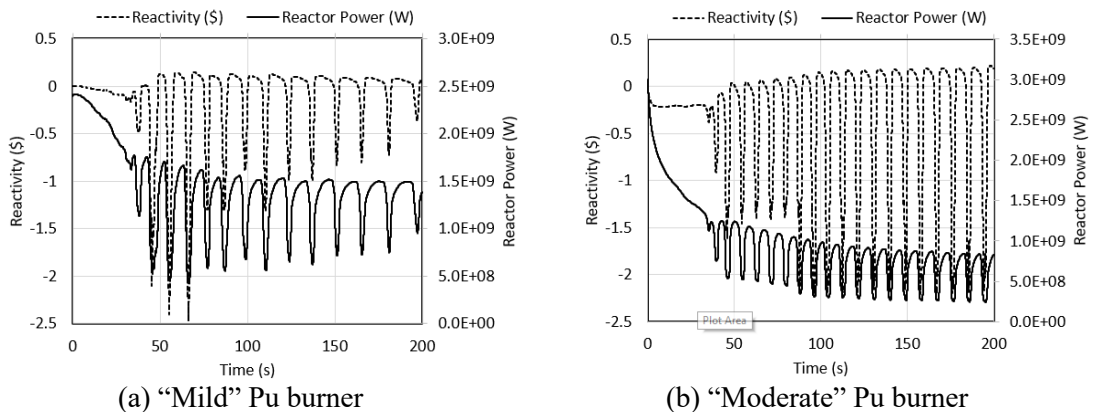 Reactivity ($) Reactor Power (W)
0.5
0
-0.5
-1
-1.5
-2
-2.5
Reactivity ($)
3.0E+09
2.5E+09
2.0E+09
1.5E+09
1.0E+09
5.0E+08
0.0E+00
Reactor Power (W)
0 50 100 150 200
Time (s)
(a) “Mild” Pu burner
Reactivity ($) Reactor Power (W)
0.5
0
-0.5
-1
-1.5
-2
-2.5
Reactivity ($)
3.5E+09
3.0E+09
2.5E+09
2.0E+09
1.5E+09
1.0E+09
5.0E+08
0.0E+00
Reactor Power (W)
Plot Area
0 50 100 150 200
Time (s)
(b) “Moderate” Pu burner